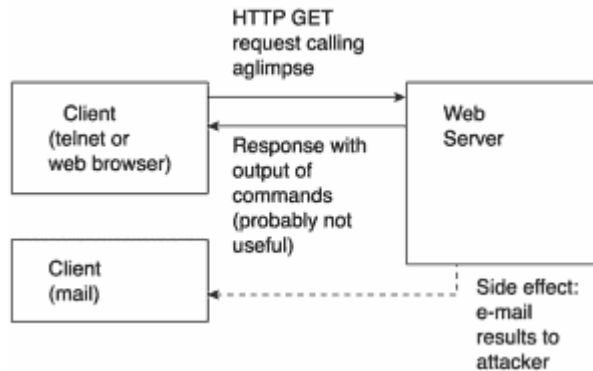 HTTP GET
request calling
aglimpse
Client
(telnet or
web browser)
Web
Server
Response with
output of
commands
(probably not
useful)
Client
(mail)
Side effect:
e-mail
results to
attacker